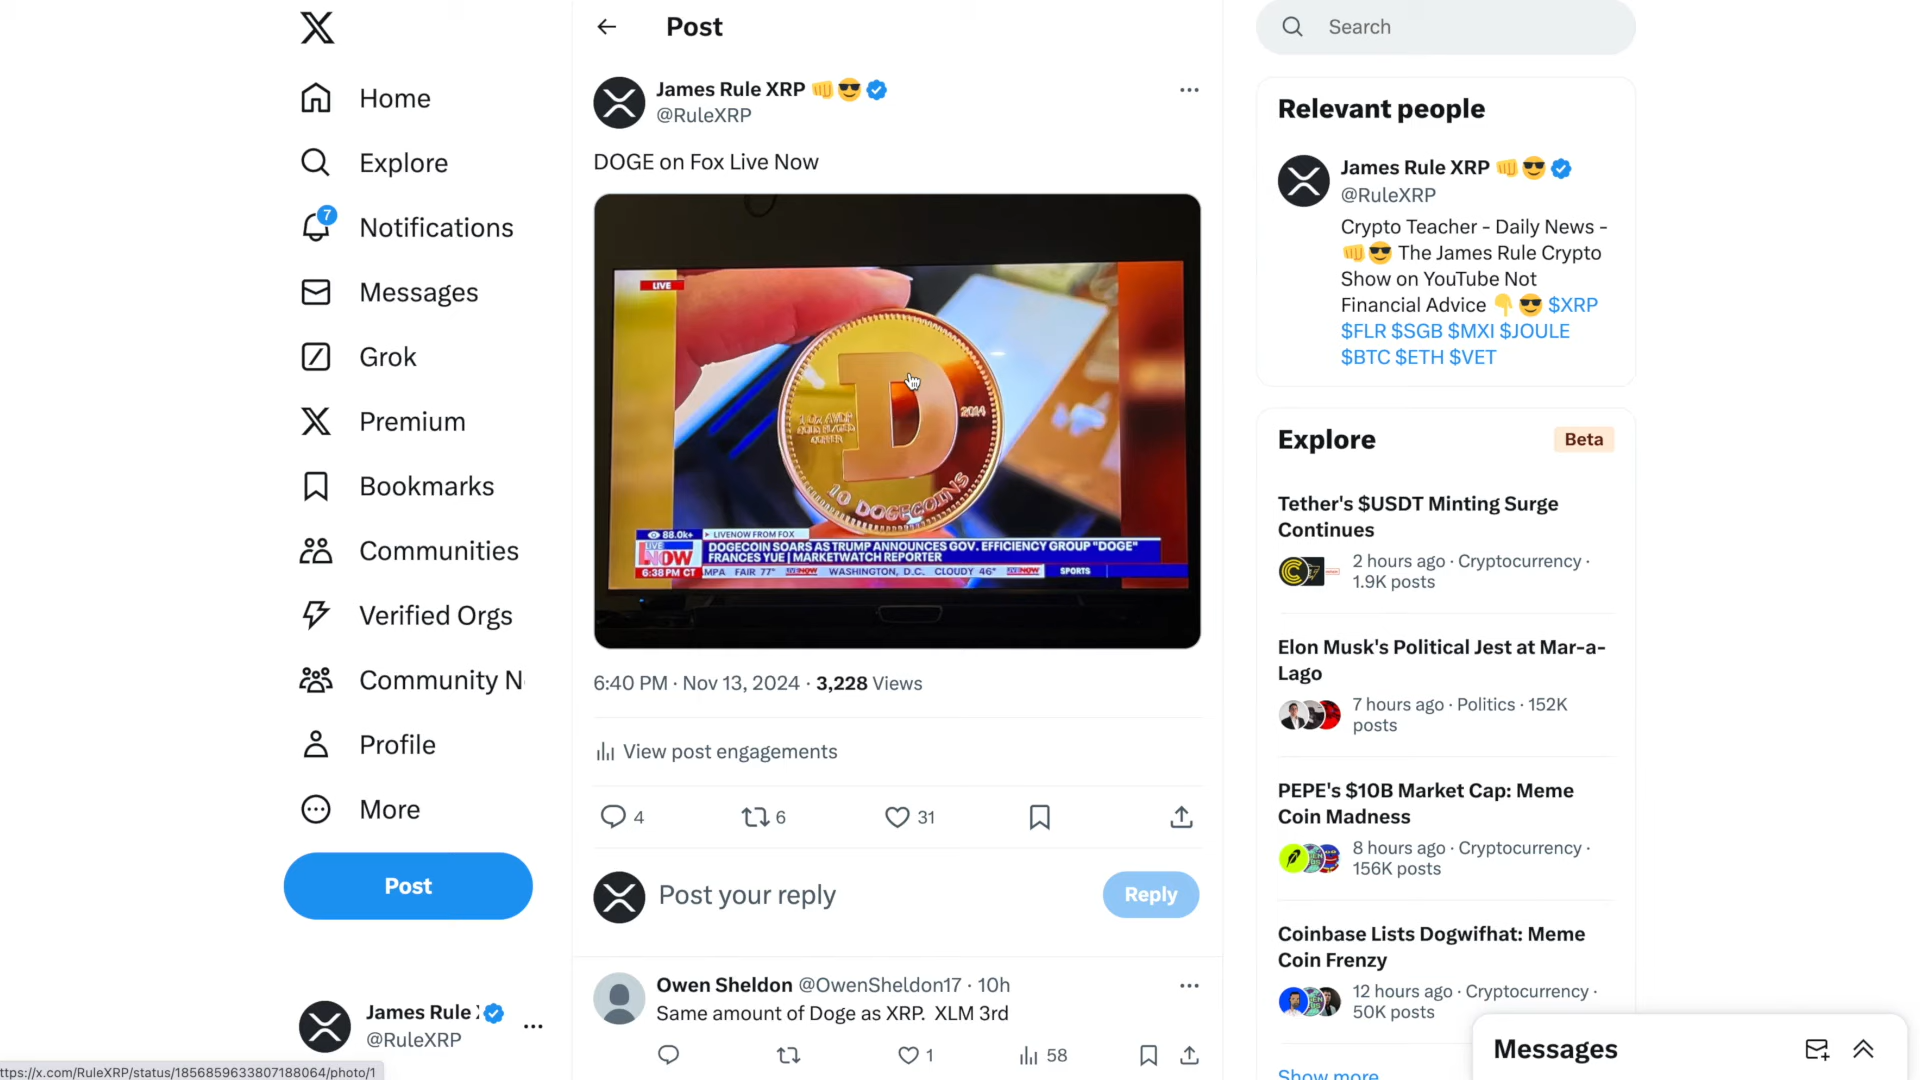 Home
Explore
7
Notifications
Messages
Grok
Premium
Bookmarks
Communities
Verified Orgs
Community N
Profile
More
Post
James Rule
@RuleXRP
https://x.com/RuleXRP/status/1856859633807188064/photo/1
Post
James Rule XRP 👊😎
@RuleXRP
DOGE on Fox Live Now
LIVE
2024
D
10 DOGECOINS
88.0k+
LIVENOW FROM FOX
LIVE
NOW
DOGECOIN SOARS AS TRUMP ANNOUNCES GOV. EFFICIENCY GROUP "DOGE"
FRANCES YUE | MARKETWATCH REPORTER
6:38 PM CT
MPA FAIR 77° LIVENOW WASHINGTON, D.C. CLOUDY 46° LIVENOW SPORTS
6:40 PM · Nov 13, 2024 · 3,228 Views
View post engagements
4 6 31
Post your reply
Reply
Owen Sheldon @OwenSheldon17 · 10h
Same amount of Doge as XRP. XLM 3rd
1 58
Search
Relevant people
James Rule XRP 👊😎
@RuleXRP
Crypto Teacher - Daily News -
👊😎 The James Rule Crypto
Show on YouTube Not
Financial Advice 👇😎 $XRP
$FLR $SGB $MXI $JOULE
$BTC $ETH $VET
Explore
Beta
Tether's $USDT Minting Surge
Continues
2 hours ago · Cryptocurrency ·
1.9K posts
Elon Musk's Political Jest at Mar-a-
Lago
7 hours ago · Politics · 152K
posts
PEPE's $10B Market Cap: Meme
Coin Madness
8 hours ago · Cryptocurrency ·
156K posts
Coinbase Lists Dogwifhat: Meme
Coin Frenzy
12 hours ago · Cryptocurrency ·
50K posts
Show more
Messages